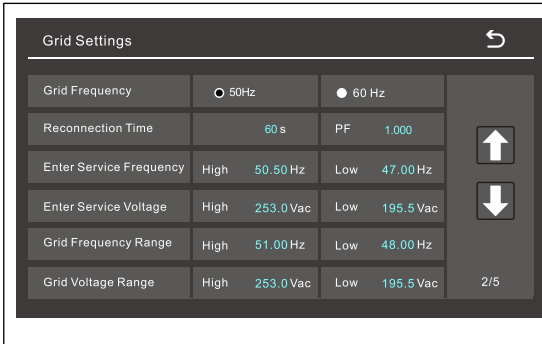 Grid Settings
Grid Frequency 50Hz 60 Hz
Reconnection Time 60 s PF 1.000
Enter Service Frequency High 50.50 Hz Low 47.00 Hz
Enter Service Voltage High 253.0 Vac Low 195.5 Vac
Grid Frequency Range High 51.00 Hz Low 48.00 Hz
Grid Voltage Range High 253.0 Vac Low 195.5 Vac 2/5